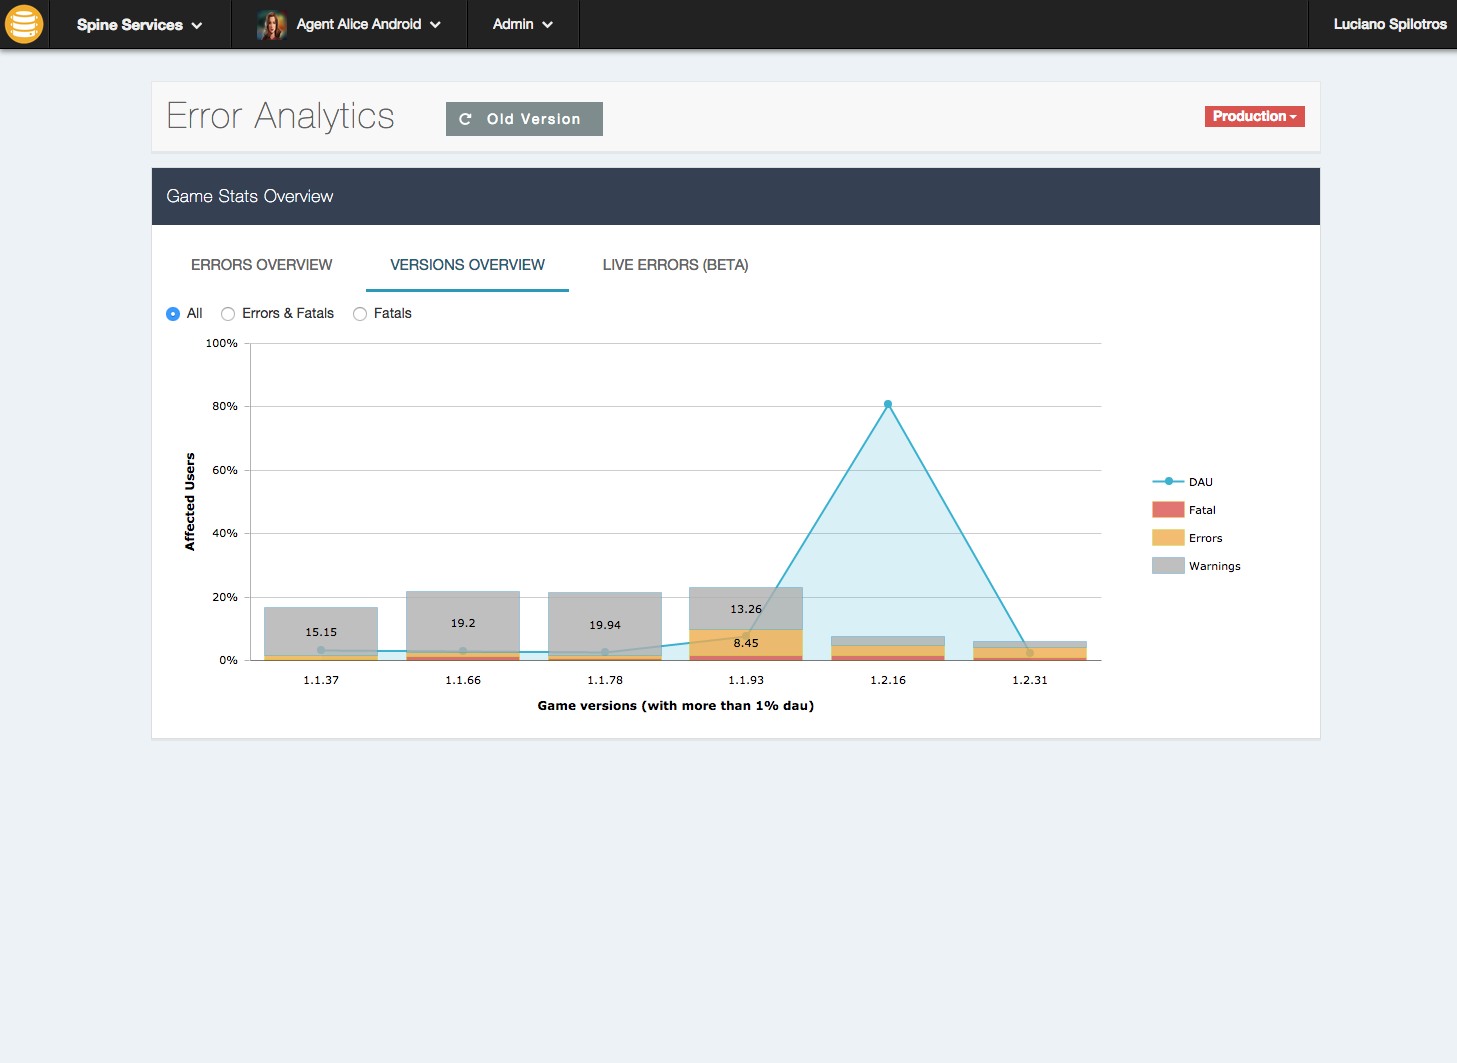 Spine Services
Agent Alice Android
Admin
Luciano Spilotros
Error Analytics
Old Version
Production
Game Stats Overview
ERRORS OVERVIEW
VERSIONS OVERVIEW
LIVE ERRORS (BETA)
All
Errors & Fatals
Fatals
100%
80%
60%
40%
20%
0%
Affected Users
15.15
19.2
19.94
13.26
8.45
1.1.37
1.1.66
1.1.78
1.1.93
1.2.16
1.2.31
Game versions (with more than 1% dau)
DAU
Fatal
Errors
Warnings